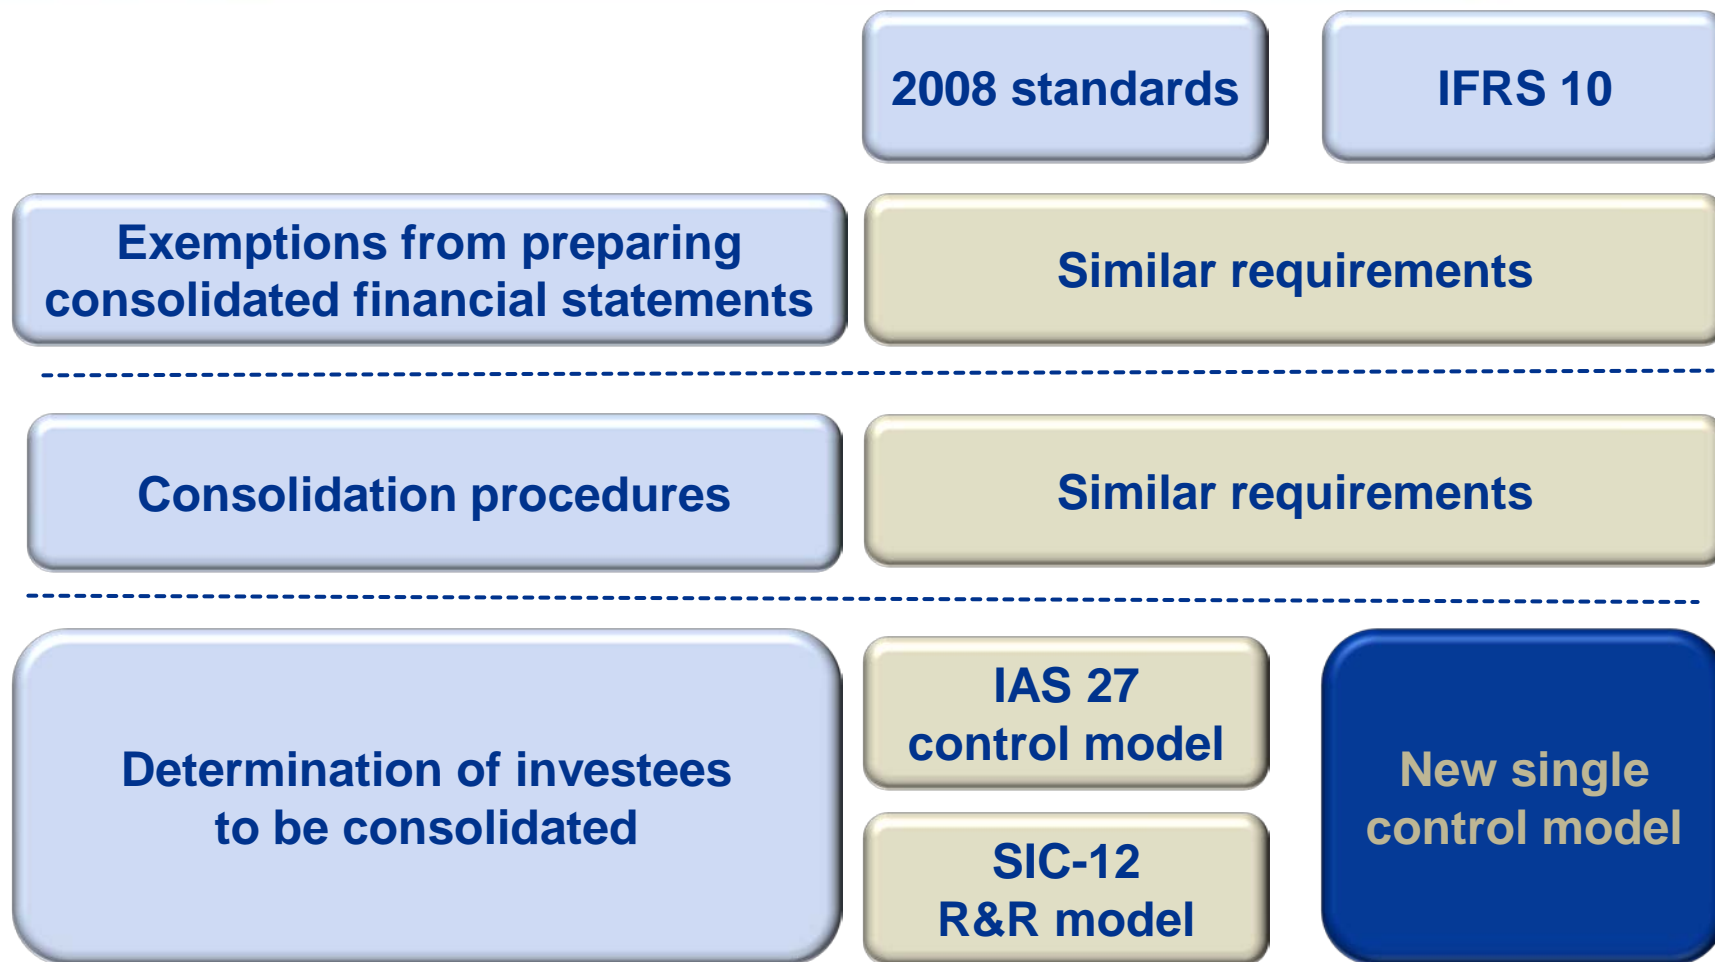 2008 standards
IFRS 10
Exemptions from preparing
consolidated financial statements
Similar requirements
Consolidation procedures
Similar requirements
Determination of investees
to be consolidated
IAS 27
control model
SIC-12
R&R model
New single
control model